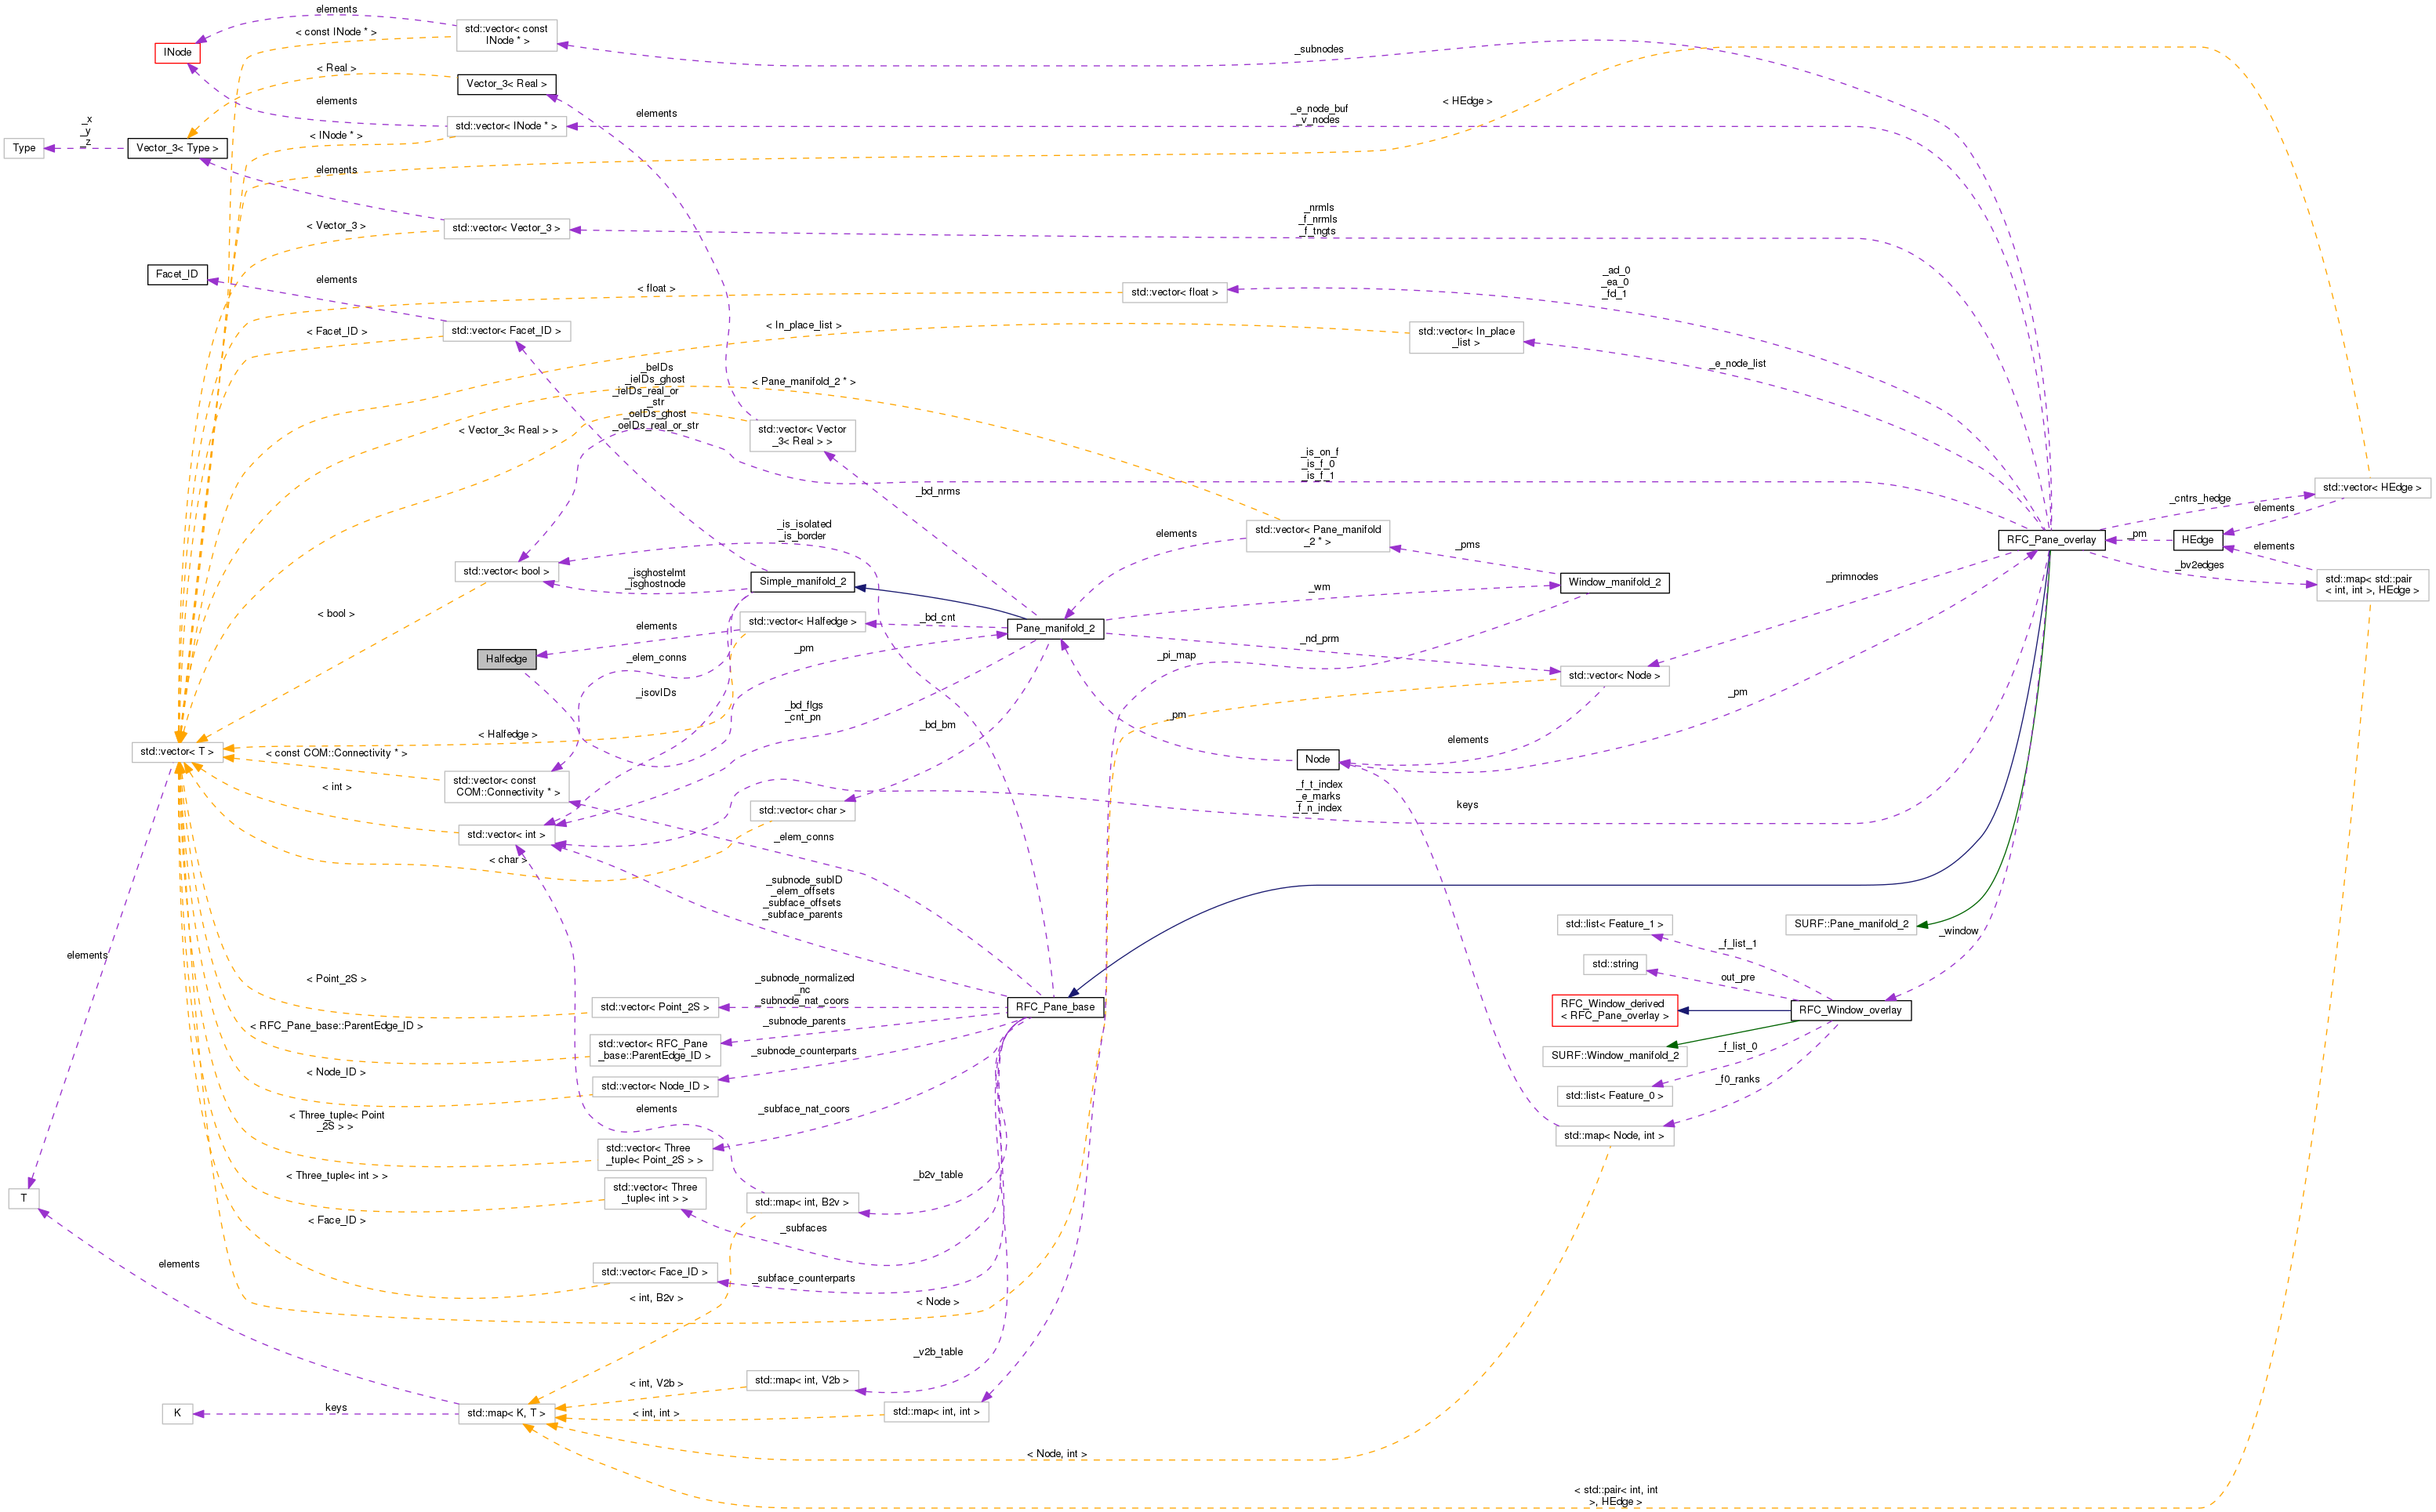 elements
std::vector< const
INode * >
< const INode * >
INode
_subnodes
< Real >
Vector_3< Real >
elements
elements
< HEdge >
_e_node_buf
_v_nodes
_x
_y
_z
std::vector< INode * >
< INode * >
Type
Vector_3< Type >
elements
_nrmls
_f_nrmls
_f_tngts
< Vector_3 >
std::vector< Vector_3 >
Facet_ID
elements
_ad_0
_ea_0
_fd_1
< float >
std::vector< float >
< Facet_ID >
std::vector< Facet_ID >
< In_place_list >
std::vector< In_place
_list >
_e_node_list
_beIDs
_ieIDs_ghost
_ieIDs_real_or
_str
_oeIDs_ghost
_oeIDs_real_or_str
< Pane_manifold_2 * >
< Vector_3< Real > >
std::vector< Vector
_3< Real > >
_is_on_f
_is_f_0
_is_f_1
_bd_nrms
_cntrs_hedge
std::vector< HEdge >
elements
_is_isolated
_is_border
elements
std::vector< Pane_manifold
_2 * >
_pms
RFC_Pane_overlay
_pm
HEdge
elements
_bv2edges
std::map< std::pair
< int, int >, HEdge >
std::vector< bool >
_isghostelmt
_isghostnode
Simple_manifold_2
_wm
Window_manifold_2
_primnodes
< bool >
elements
std::vector< Halfedge >
_bd_cnt
Pane_manifold_2
_nd_prm
Halfedge
_elem_conns
_pm
_pi_map
std::vector< Node >
_isovIDs
_bd_flgs
_cnt_pn
_bd_bm
_pm
_pm
< Halfedge >
elements
std::vector< T >
< const COM::Connectivity * >
Node
std::vector< const
COM::Connectivity * >
< int >
_f_t_index
_e_marks
_f_n_index
keys
std::vector< char >
std::vector< int >
_elem_conns
< char >
_subnode_subID
_elem_offsets
_subface_offsets
_subface_parents
std::list< Feature_1 >
SURF::Pane_manifold_2
_f_list_1
_window
elements
std::string
out_pre
< Point_2S >
_subnode_normalized
_nc
_subnode_nat_coors
std::vector< Point_2S >
RFC_Pane_base
RFC_Window_derived
< RFC_Pane_overlay >
RFC_Window_overlay
< RFC_Pane_base::ParentEdge_ID >
_subnode_parents
std::vector< RFC_Pane
_base::ParentEdge_ID >
_subnode_counterparts
SURF::Window_manifold_2
_f_list_0
< Node_ID >
std::vector< Node_ID >
_f0_ranks
std::list< Feature_0 >
elements
< Three_tuple< Point
_2S > >
_subface_nat_coors
std::map< Node, int >
std::vector< Three
_tuple< Point_2S > >
< Three_tuple< int > >
_b2v_table
T
std::vector< Three
_tuple< int > >
std::map< int, B2v >
< Face_ID >
_subfaces
elements
std::vector< Face_ID >
_subface_counterparts
< int, B2v >
< Node >
_v2b_table
std::map< int, V2b >
< int, V2b >
K
keys
std::map< K, T >
< int, int >
std::map< int, int >
< Node, int >
< std::pair< int, int
>, HEdge >